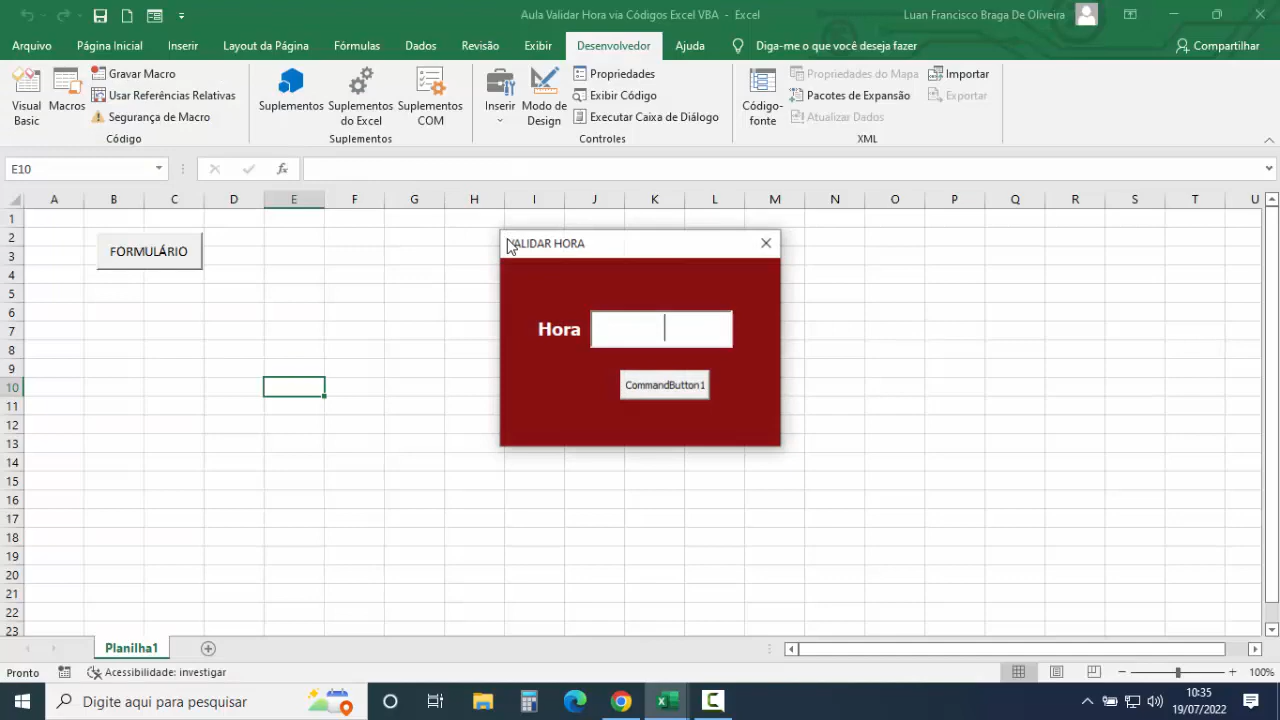 Aula Validar Hora via Códigos Excel VBA - Excel
Luan Francisco Braga De Oliveira
Arquivo Página Inicial Inserir Layout da Página Fórmulas Dados Revisão Exibir Desenvolvedor Ajuda Diga-me o que você deseja fazer Compartilhar
Visual Basic
Macros
Gravar Macro
Usar Referências Relativas
Segurança de Macro
Código
Suplementos
Suplementos do Excel
Suplementos COM
Suplementos
Inserir
Modo de Design
Propriedades
Exibir Código
Executar Caixa de Diálogo
Controles
Código-fonte
Propriedades do Mapa
Pacotes de Expansão
Atualizar Dados
Importar
Exportar
XML
E10
fx
A B C D E F G H I J K L M N O P Q R S T U
1
2
3
4
5
6
7
8
9
10
11
12
13
14
15
16
17
18
19
20
21
22
23
FORMULÁRIO
VALIDAR HORA
Hora
CommandButton1
Planilha1
Pronto
Acessibilidade: investigar
100%
Digite aqui para pesquisar
10:35
19/07/2022